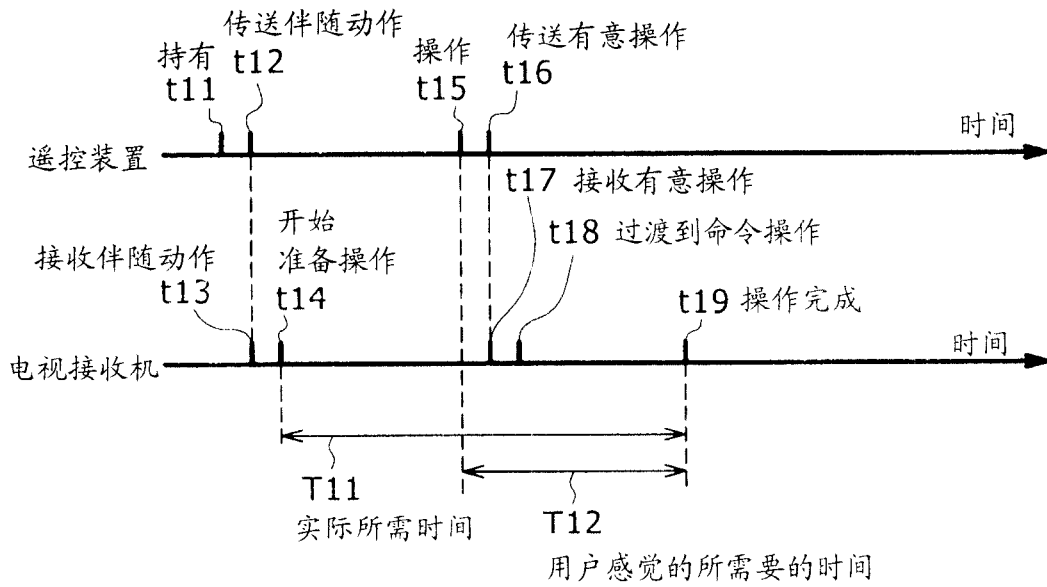 传送伴随动作
持有
t12
t11
操作
t15
传送有意操作
t16
时间
遥控装置
t17 接收有意操作
开始
准备操作
t14
t18 过渡到命令操作
接收伴随动作
t13
t19 操作完成
时间
电视接收机
T11
实际所需时间
T12
用户感觉的所需要的时间